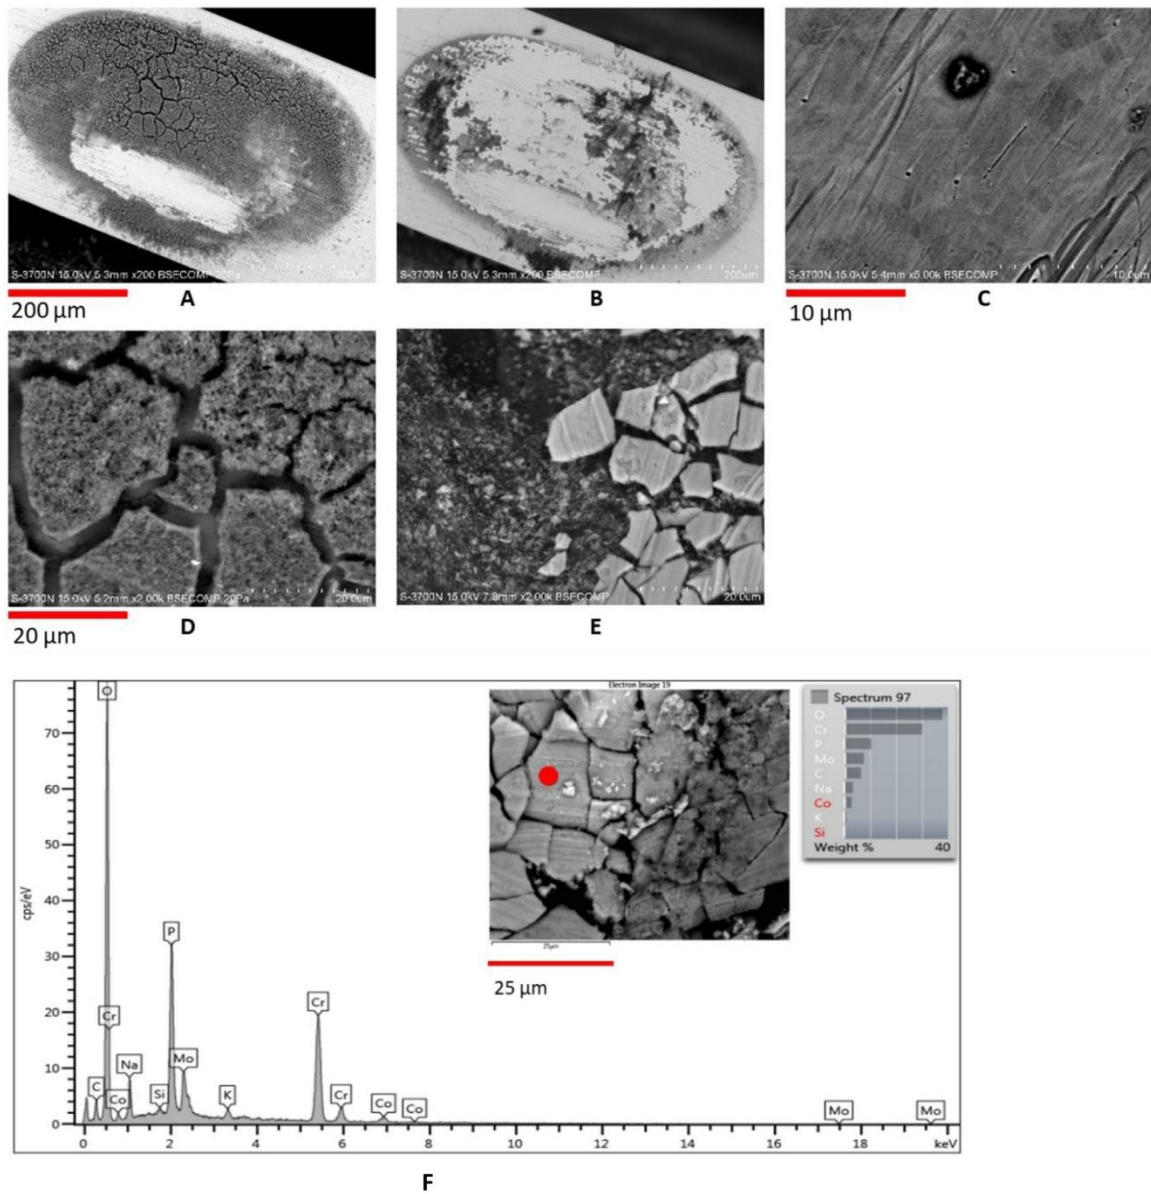 S-3700N 15.0kV 5.3mm x200 BSECOMP 20Pa 200um
S-3700N 15.0kV 5.3mm x200 BSECOMP 200um
S-3700N 15.0kV 5.4mm x5.00k BSECOMP 10.0um
200 μm
A
B
10 μm
C
S-3700N 15.0kV 5.2mm x2.00k BSECOMP 20Pa 20.0um
S-3700N 15.0kV 7.8mm x2.00k BSECOMP 20.0um
20 μm
D
E
Electron Image 19
25μm
25 μm
Spectrum 97
O
Cr
P
Mo
C
Na
Co
K
Si
Weight % 40
cps/eV
70
60
50
40
30
20
10
0
O
Cr
C
Co
Na
Si
P
Mo
K
Cr
Cr
Co
Co
Mo
Mo
0 2 4 6 8 10 12 14 16 18 keV
F